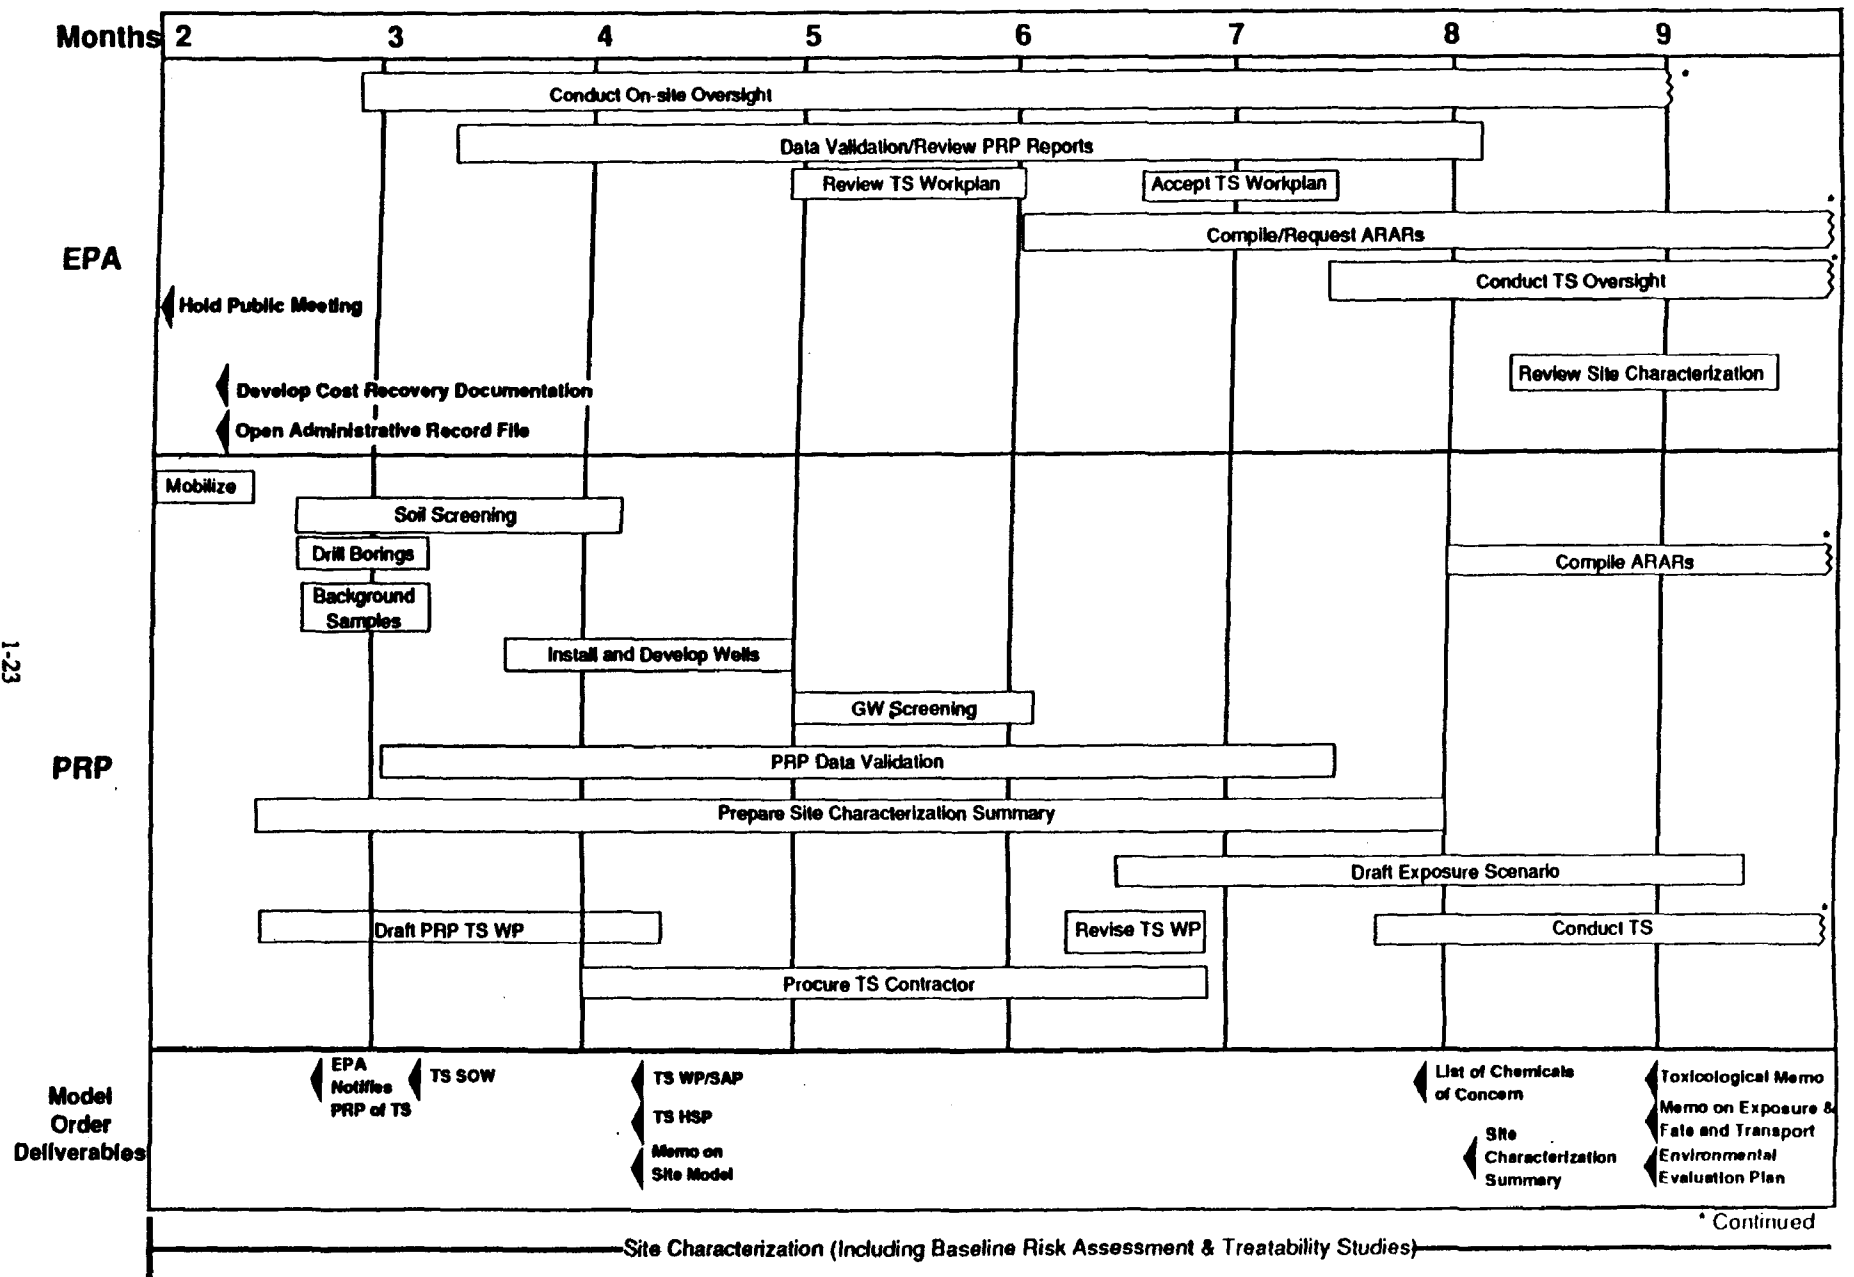 Months 2 3 4 5 6 7 8 9
Conduct On-site Oversight *
Data Validation/Review PRP Reports
Review TS Workplan
Accept TS Workplan
*
Compile/Request ARARs
EPA
*
Conduct TS Oversight
Hold Public Meeting
Review Site Characterization
Develop Cost Recovery Documentation
Open Administrative Record File
Mobilize
Soil Screening
Drill Borings
*
Compile ARARs
Background
Samples
Install and Develop Wells
1-23
GW Screening
PRP
PRP Data Validation
Prepare Site Characterization Summary
Draft Exposure Scenario
Draft PRP TS WP
Revise TS WP
*
Conduct TS
Procure TS Contractor
Model
Order
Deliverables
EPA
Notifies
PRP of TS
TS SOW
TS WP/SAP
TS HSP
Memo on
Site Model
List of Chemicals
of Concern
Site
Characterization
Summary
Toxicological Memo
Memo on Exposure &
Fate and Transport
Environmental
Evaluation Plan
* Continued
Site Characterization (Including Baseline Risk Assessment & Treatability Studies)